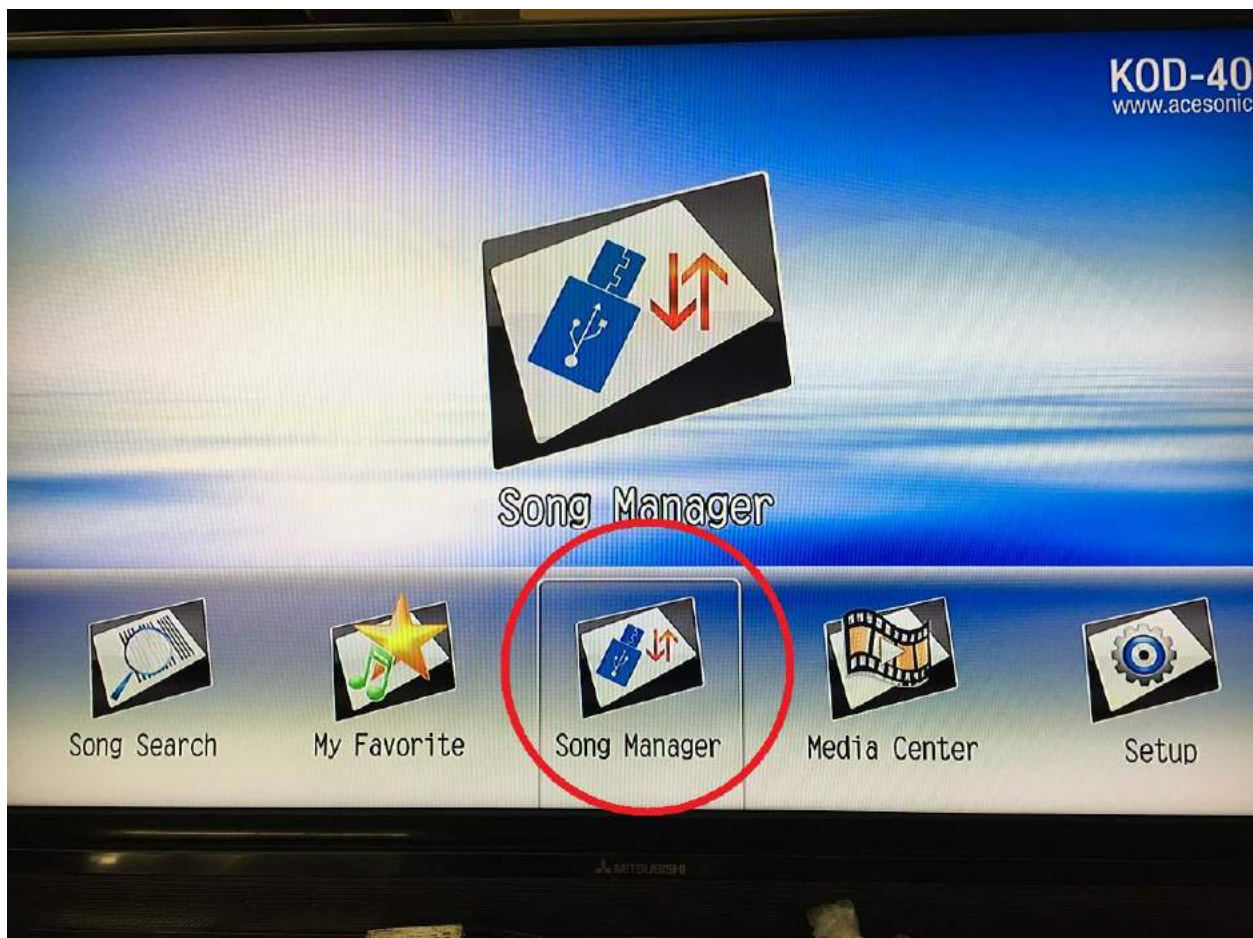 KOD-40
www.acesonic
Song Manager
Song Search
My Favorite
Song Manager
Media Center
Setup
MITSUBISHI